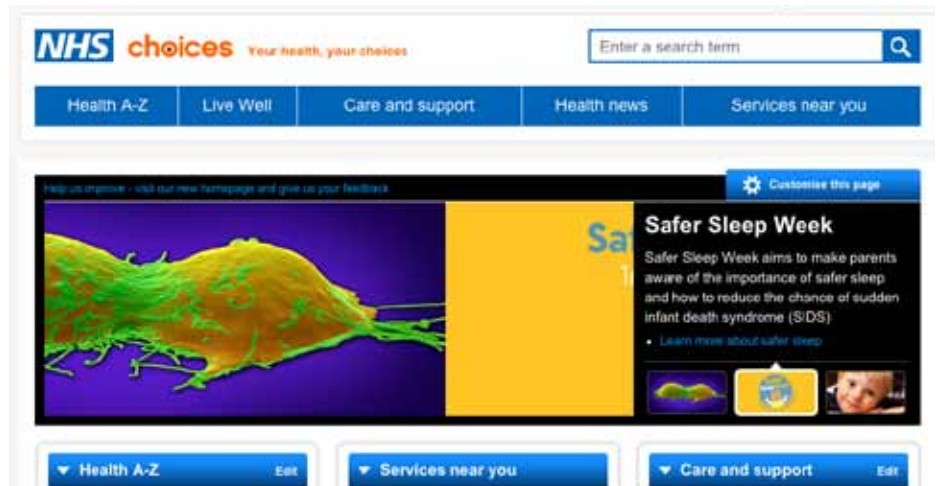 NHS choices Your health, your choices
Enter a search term
Health A-Z Live Well Care and support Health news Services near you
Help us improve - visit our new homepage and give us your feedback
Customise this page
Safer Sleep Week
Safer Sleep Week aims to make parents
aware of the importance of safer sleep
and how to reduce the chance of sudden
infant death syndrome (SIDS)
Learn more about safer sleep
Health A-Z Edit
Services near you
Care and support Edit